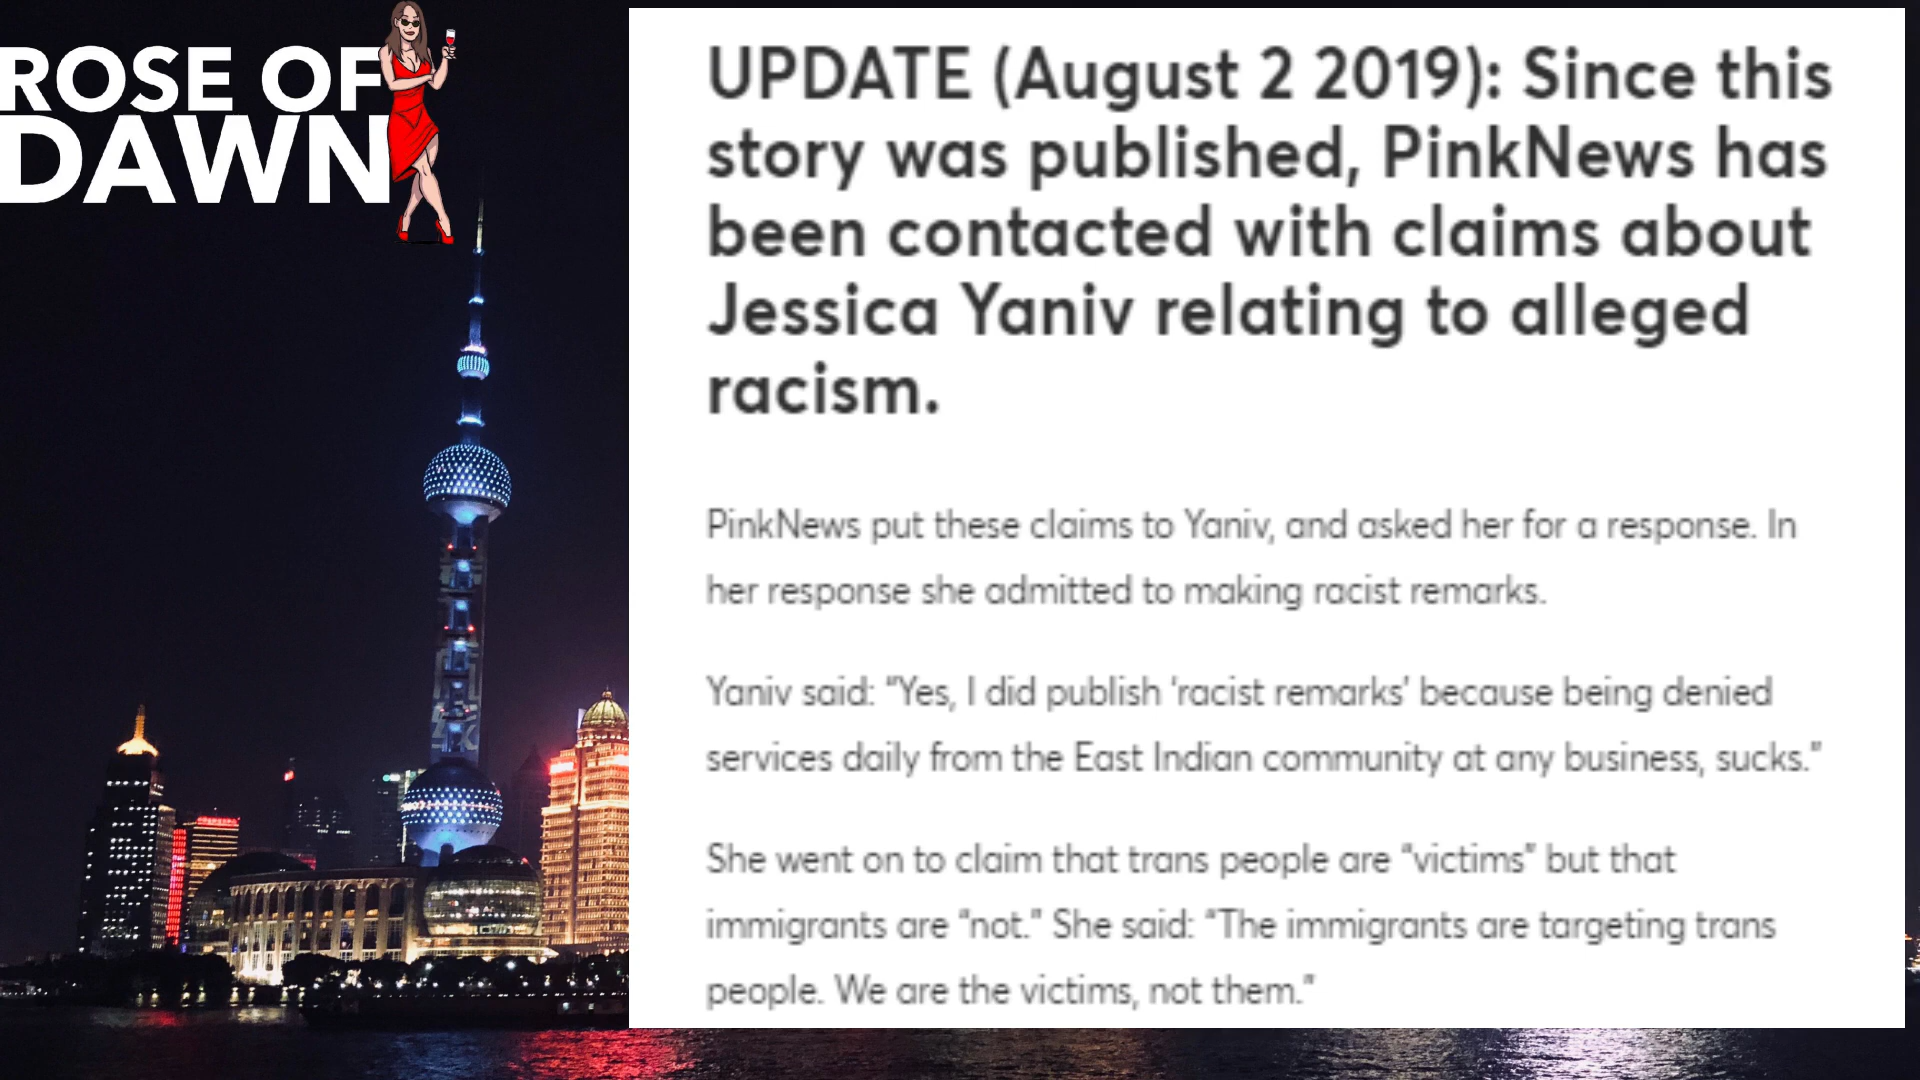 ROSE OF
DAWN
UPDATE (August 2 2019): Since this
story was published, PinkNews has
been contacted with claims about
Jessica Yaniv relating to alleged
racism.
PinkNews put these claims to Yaniv, and asked her for a response. In
her response she admitted to making racist remarks.
Yaniv said: “Yes, I did publish ‘racist remarks’ because being denied
services daily from the East Indian community at any business, sucks.”
She went on to claim that trans people are “victims” but that
immigrants are “not.” She said: “The immigrants are targeting trans
people. We are the victims, not them.”